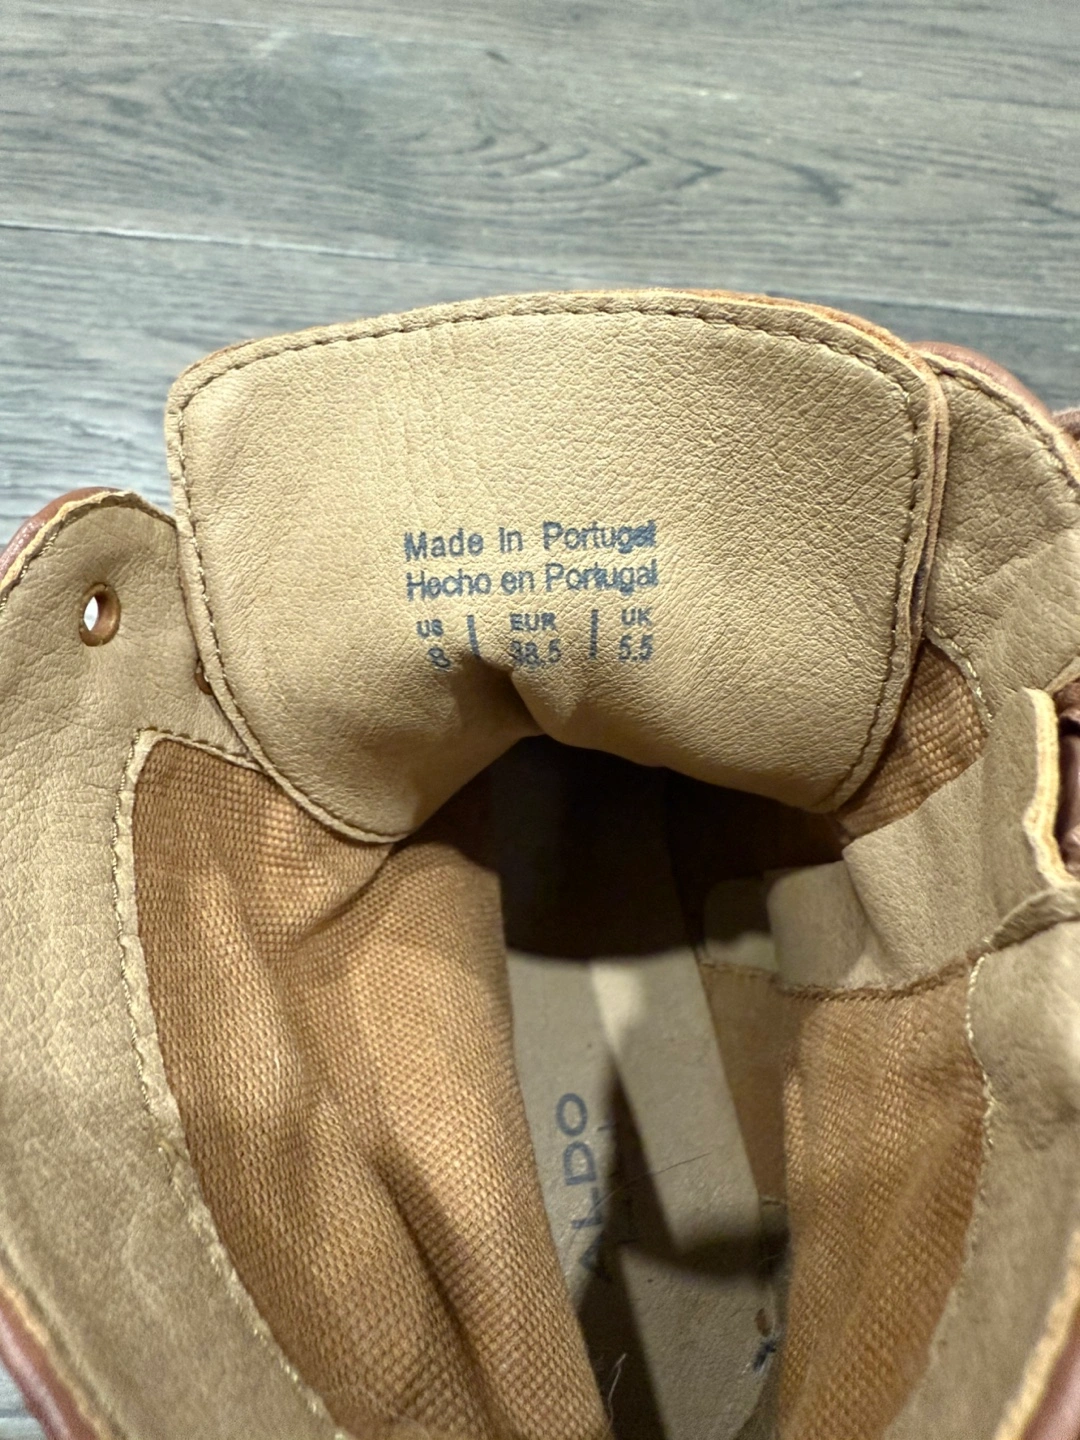 Made in Portugal
Hecho en Portugal
US | EUR | UK
8 | 38.5 | 5.5
ALDO